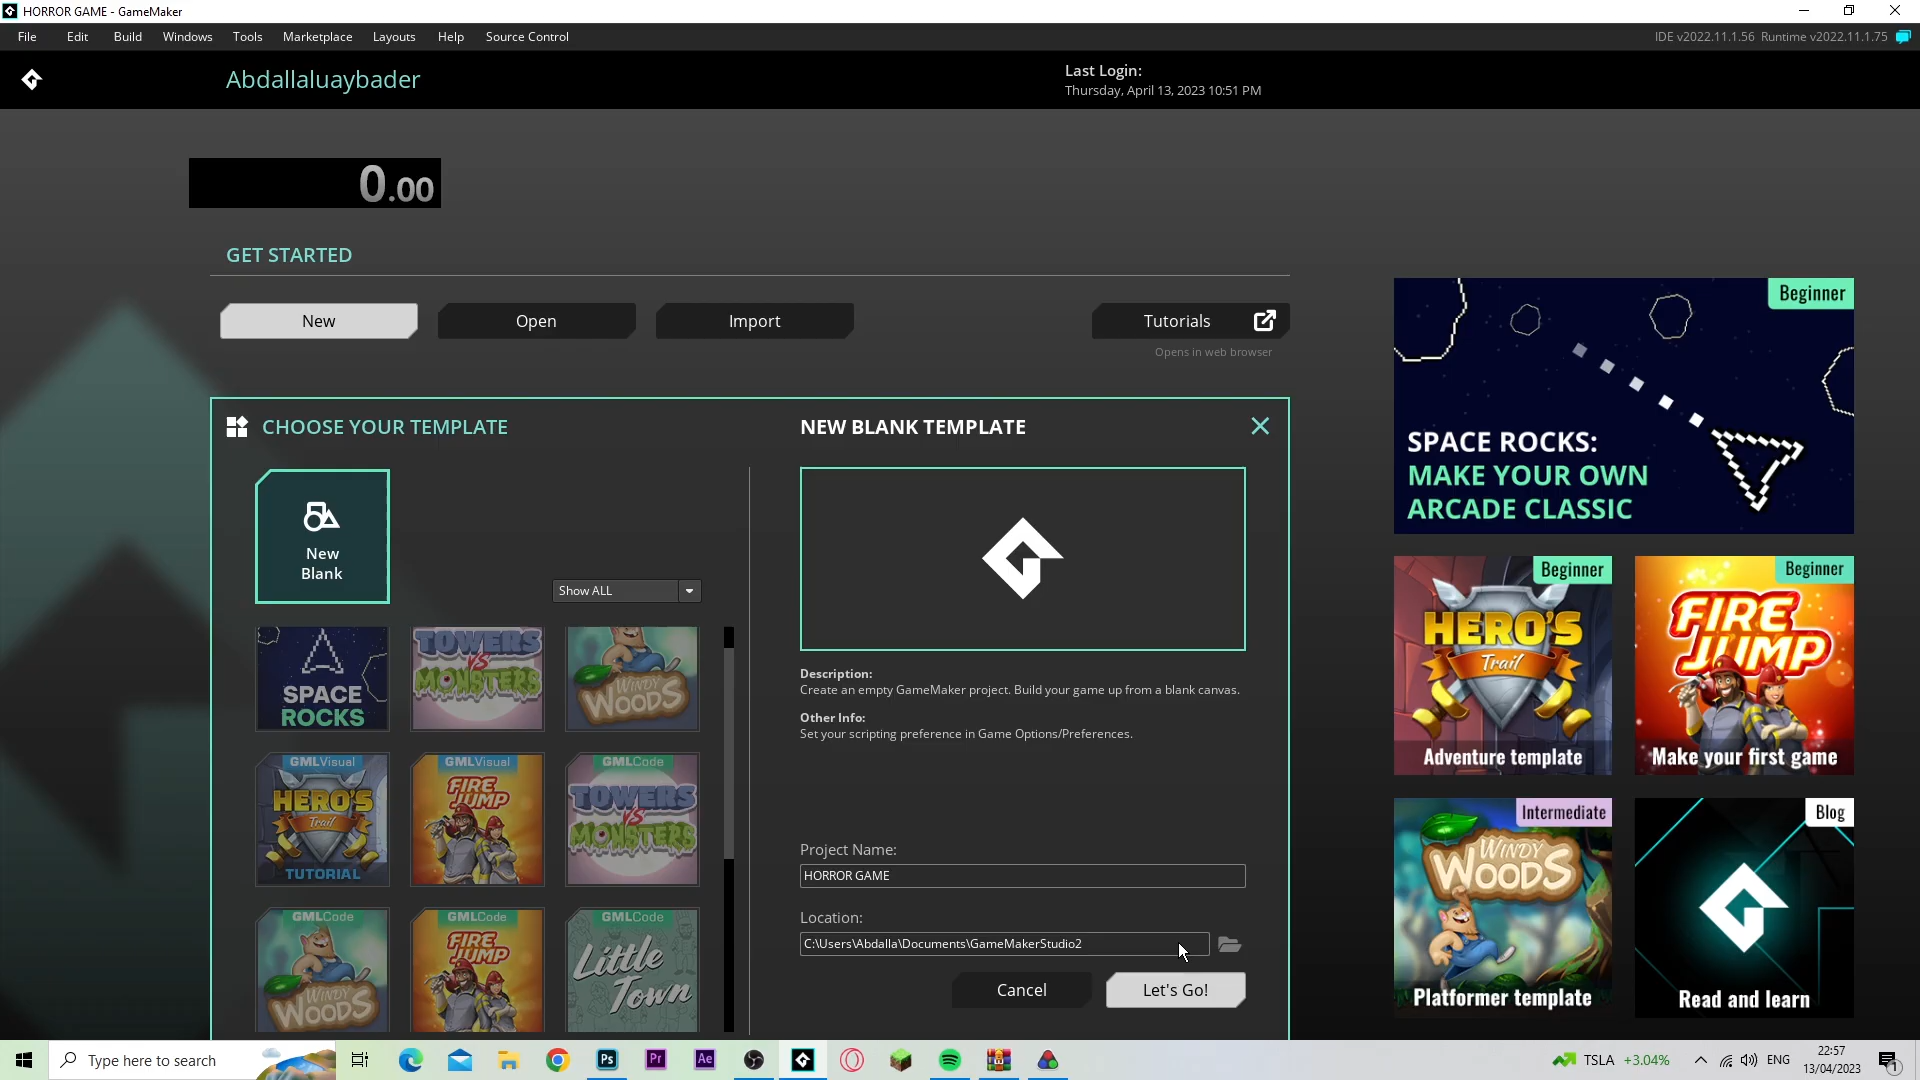 HORROR GAME - GameMaker
File Edit Build Windows Tools Marketplace Layouts Help Source Control
IDE v2022.11.1.56 Runtime v2022.11.1.75
Abdallaluaybader
Last Login:
Thursday, April 13, 2023 10:51 PM
0.00
GET STARTED
New
Open
Import
Tutorials
Opens in web browser
CHOOSE YOUR TEMPLATE
New
Blank
Show ALL
SPACE
ROCKS
TOWERS
VS
MONSTERS
WINDY
WOODS
GMLVisual
HERO'S
Trail
TUTORIAL
GMLVisual
FIRE
JUMP
GMLCode
TOWERS
VS
MONSTERS
GMLCode
WINDY
WOODS
GMLCode
FIRE
JUMP
GMLCode
Little
Town
NEW BLANK TEMPLATE
Description:
Create an empty GameMaker project. Build your game up from a blank canvas.
Other Info:
Set your scripting preference in Game Options/Preferences.
Project Name:
HORROR GAME
Location:
C:\Users\Abdalla\Documents\GameMakerStudio2
Cancel
Let's Go!
Beginner
SPACE ROCKS:
MAKE YOUR OWN
ARCADE CLASSIC
Beginner
HERO'S
Trail
Adventure template
Beginner
FIRE
JUMP
Make your first game
Intermediate
WINDY
WOODS
Platformer template
Blog
Read and learn
Type here to search
Ps
Pr
Ae
TSLA +3.04%
ENG
22:57
13/04/2023
1